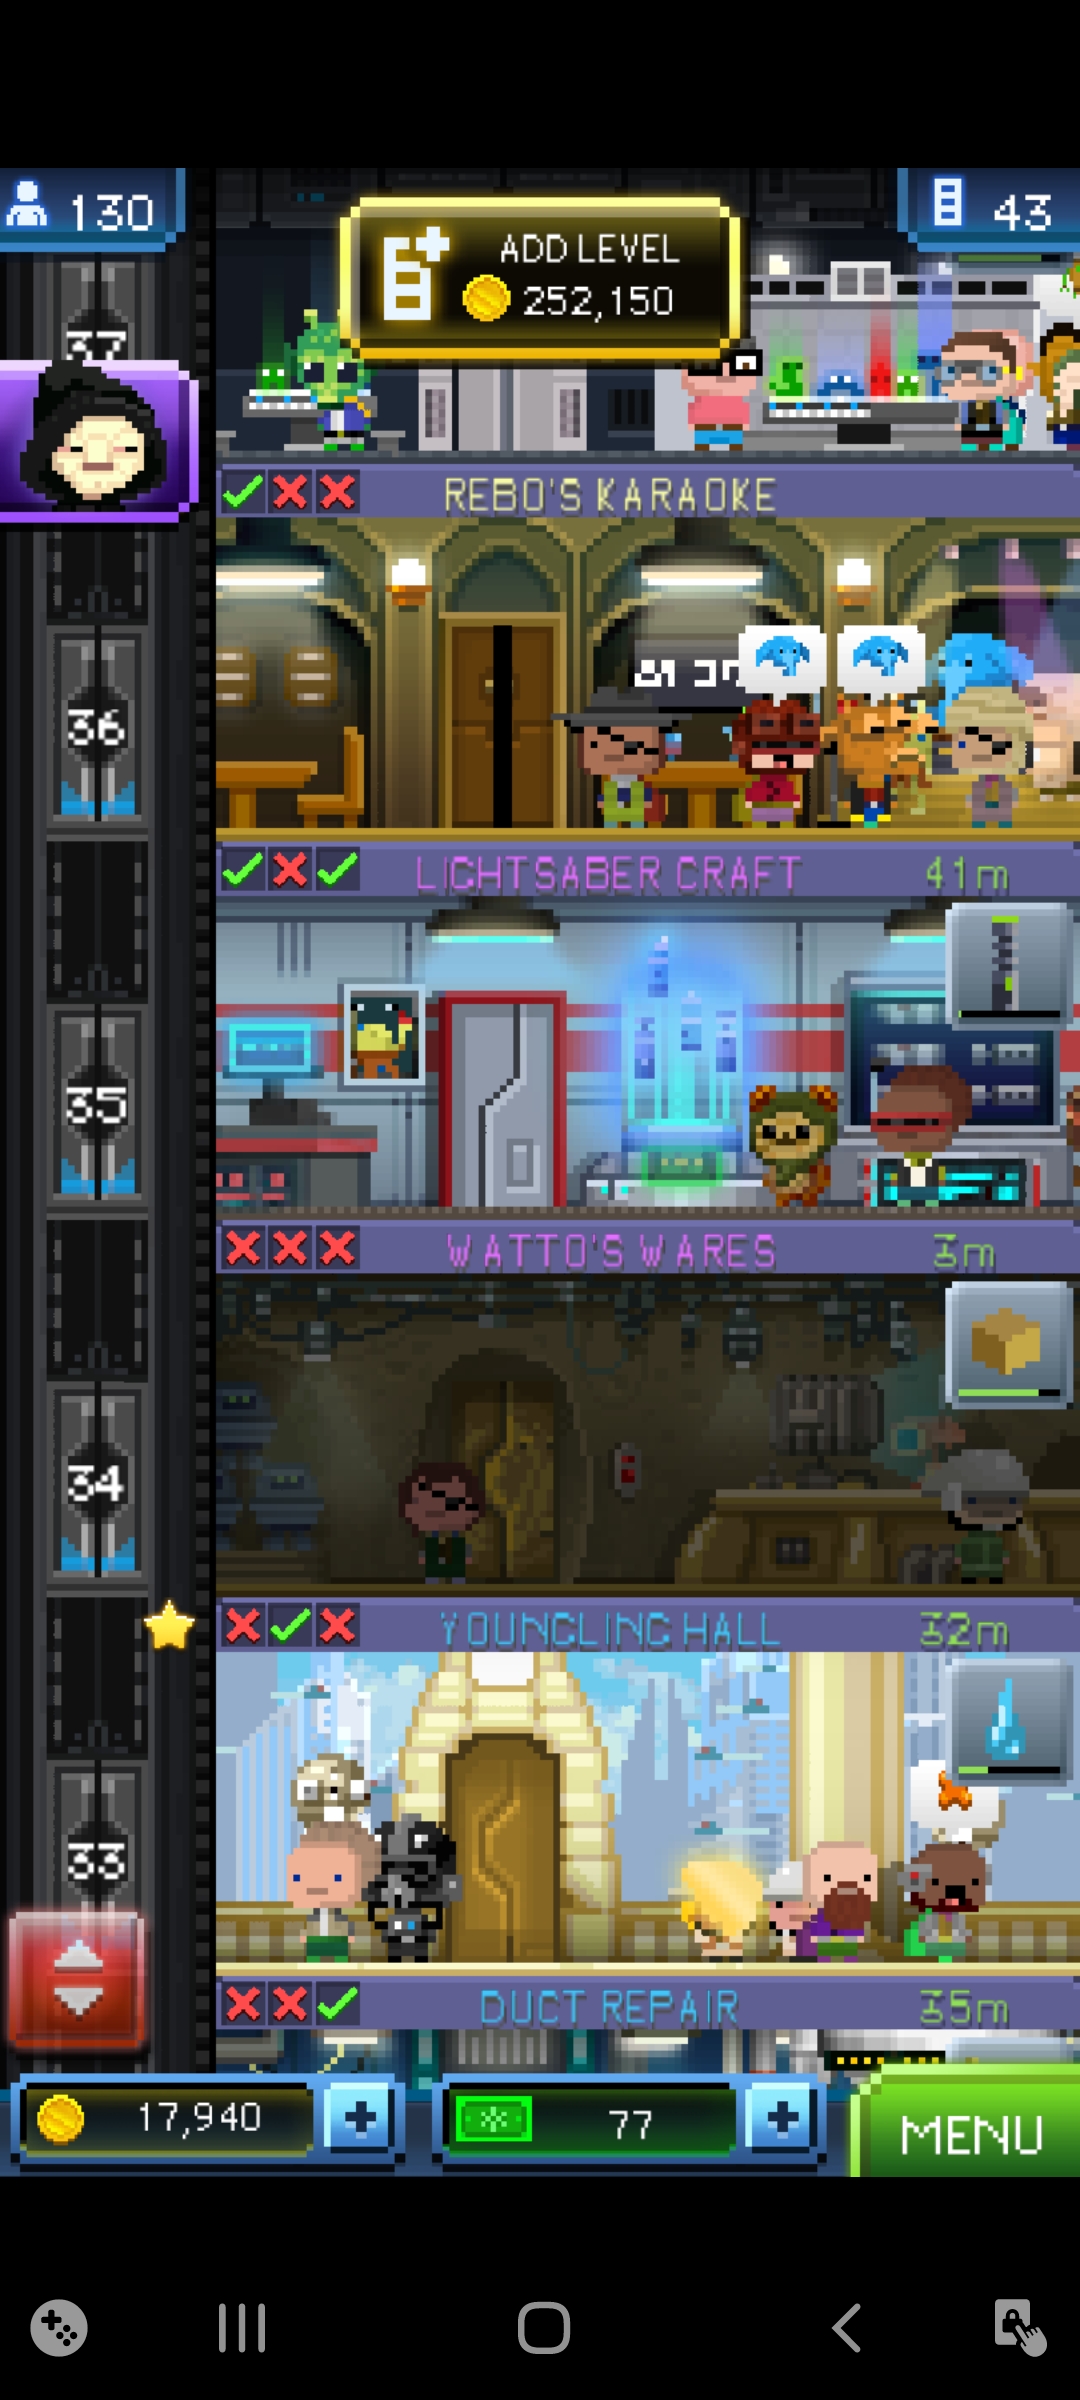 130
43
ADD LEVEL
252,150
37
REBO'S KARAOKE
36
LIGHTSABER CRAFT 41m
35
WATTO'S WARES 3m
34
YOUNGLING HALL 32m
33
DUCT REPAIR 35m
17,940
77
MENU